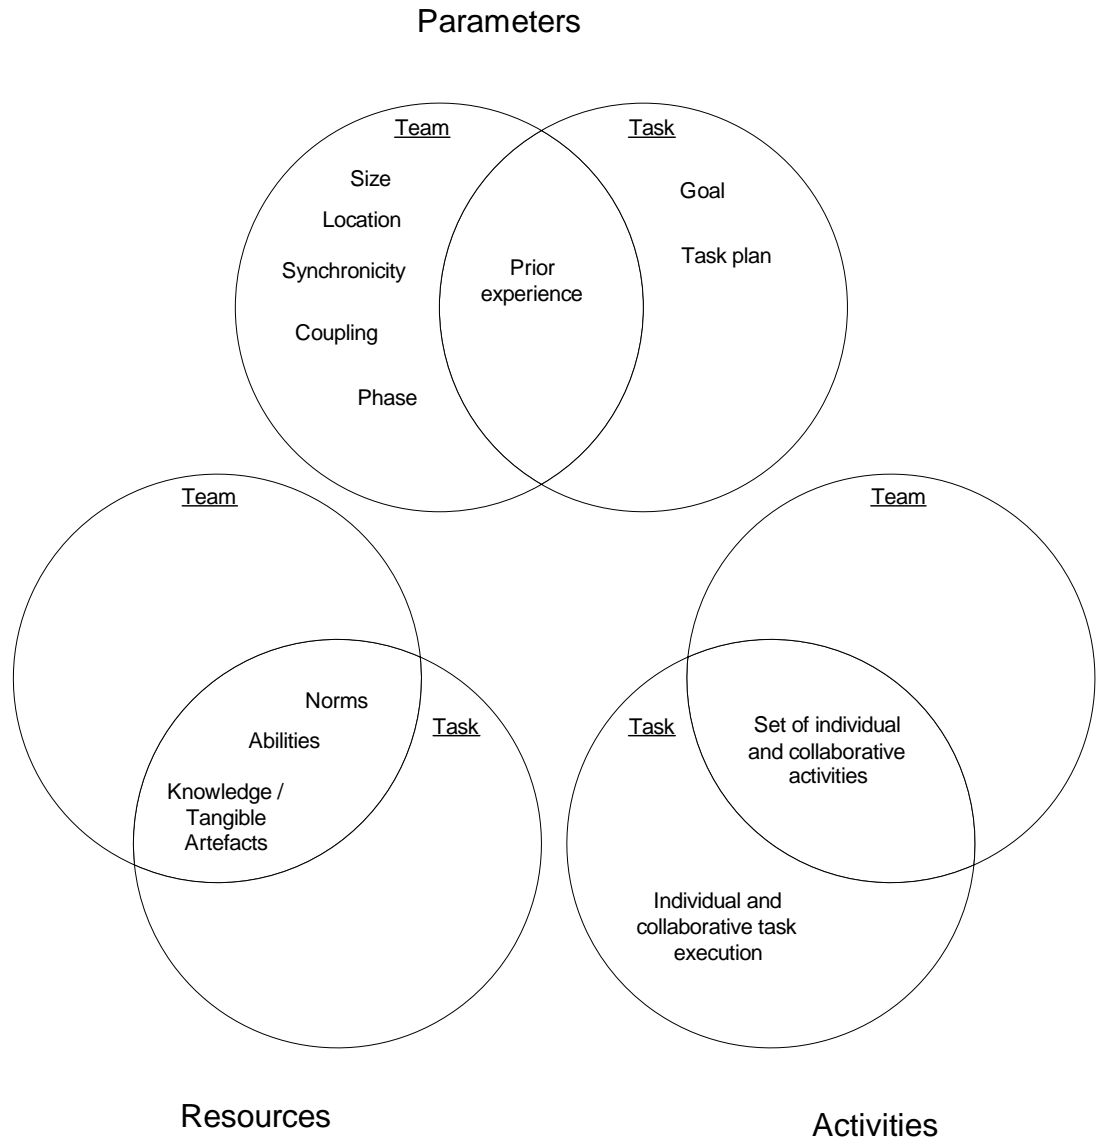 Parameters
Team
Task
Size
Location
Synchronicity
Coupling
Phase
Prior
experience
Goal
Task plan
Team
Norms
Abilities
Knowledge /
Tangible
Artefacts
Task
Team
Task
Set of individual
and collaborative
activities
Individual and
collaborative task
execution
Resources
Activities